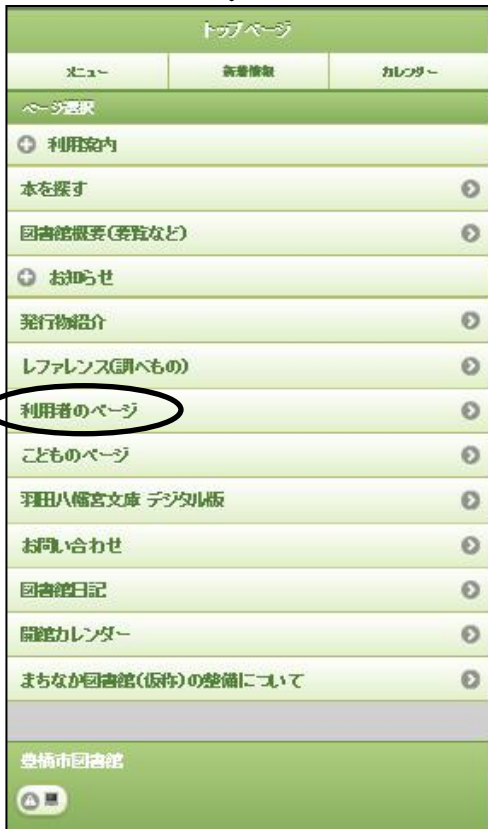 トップページ
メニュー 新着情報 カレンダー
ページ選択
利用案内
本を探す
図書館概要(要覧など)
お知らせ
発行物紹介
レファレンス(調べもの)
利用者のページ
こどものページ
羽田八幡宮文庫 デジタル版
お問い合わせ
図書館日記
開館カレンダー
まちなか図書館(仮称)の整備について
豊橋市図書館